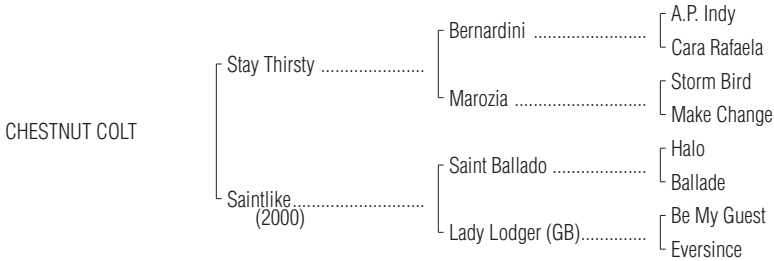 A.P. Indy
Bernardini ........................
Cara Rafaela
Stay Thirsty ......................
Storm Bird
Marozia .............................
Make Change
CHESTNUT COLT
Halo
Saint Ballado ....................
Ballade
Saintlike............................
(2000)
Be My Guest
Lady Lodger (GB)..............
Eversince